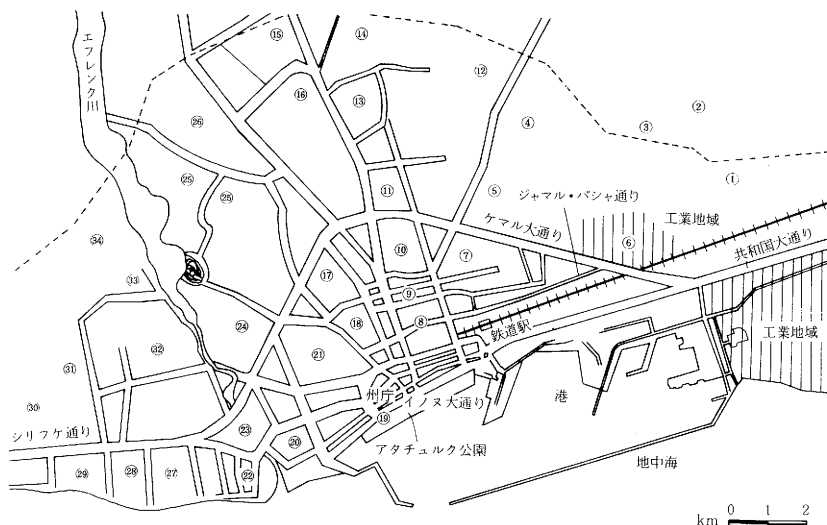 エフレンク川
⑮
⑭
⑫
⑯
⑬
②
㉖
④
③
⑪
⑤
①
㉕
㉕
ジャマル・パシャ通り
ケマル大通り
工業地域
⑥
共和国大通り
㉞
⑩
⑦
㉝
⑰
⑨
㉔
⑱
⑧
鉄道駅
工業地域
㉜
㉑
㉛
州庁
イノヌ大通り
港
㉚
⑲
シリフケ通り
㉓
⑳
アタチュルク公園
㉙
㉘
㉗
㉒
地中海
km 0 1 2